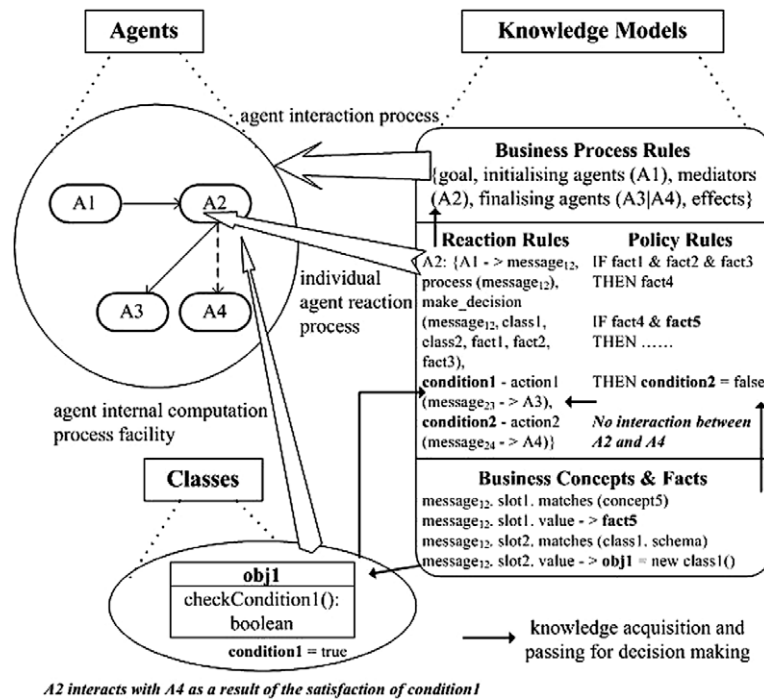 Agents
Knowledge Models
agent interaction process
A1
A2
A3
A4
individual
agent reaction
process
agent internal computation
process facility
Business Process Rules
{goal, initialising agents (A1), mediators
(A2), finalising agents (A3|A4), effects}
Reaction Rules
A2: {A1 - > message₁₂,
process (message₁₂),
make_decision
(message₁₂, class1,
class2, fact1, fact2,
fact3),
condition1 - action1
(message₂₃ - > A3),
condition2 - action2
(message₂₄ - > A4)}
Policy Rules
IF fact1 & fact2 & fact3
THEN fact4
IF fact4 & fact5
THEN ......
THEN condition2 = false
No interaction between
A2 and A4
Business Concepts & Facts
message₁₂. slot1. matches (concept5)
message₁₂. slot1. value - > fact5
message₁₂. slot2. matches (class1. schema)
message₁₂. slot2. value - > obj1 = new class1()
Classes
obj1
checkCondition1():
boolean
condition1 = true
knowledge acquisition and
passing for decision making
A2 interacts with A4 as a result of the satisfaction of condition1